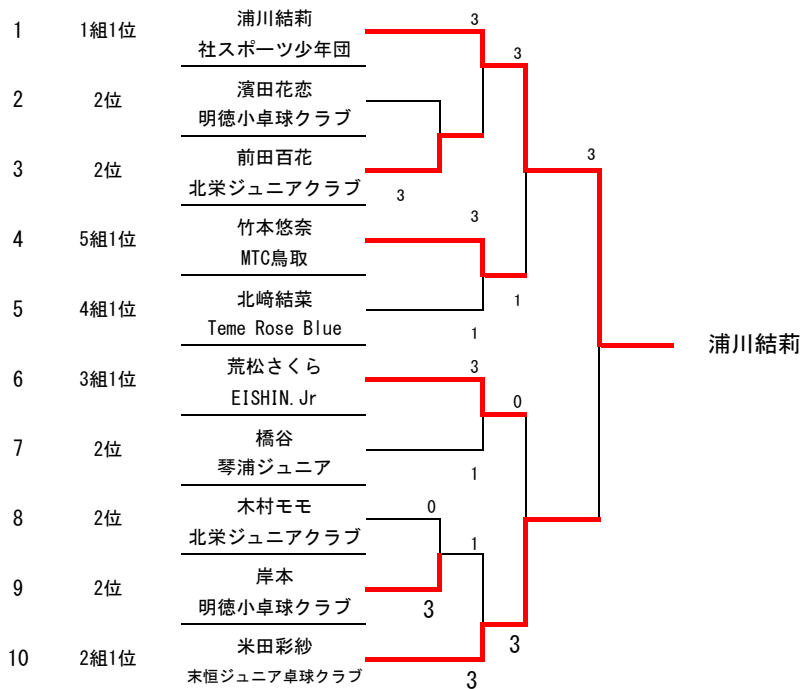 浦川結莉
3
1
1組1位
社スポーツ少年団
3
濱田花恋
2
2位
明徳小卓球クラブ
前田百花
3
3
2位
北栄ジュニアクラブ
3
竹本悠奈
3
4
5組1位
MTC鳥取
北﨑結菜
1
5
4組1位
Teme Rose Blue
1
浦川結莉
荒松さくら
3
6
3組1位
EISHIN.Jr
0
橋谷
7
2位
琴浦ジュニア
1
木村モモ
0
8
2位
北栄ジュニアクラブ
1
岸本
9
2位
明徳小卓球クラブ
3
米田彩紗
3
10
2組1位
末恒ジュニア卓球クラブ
3